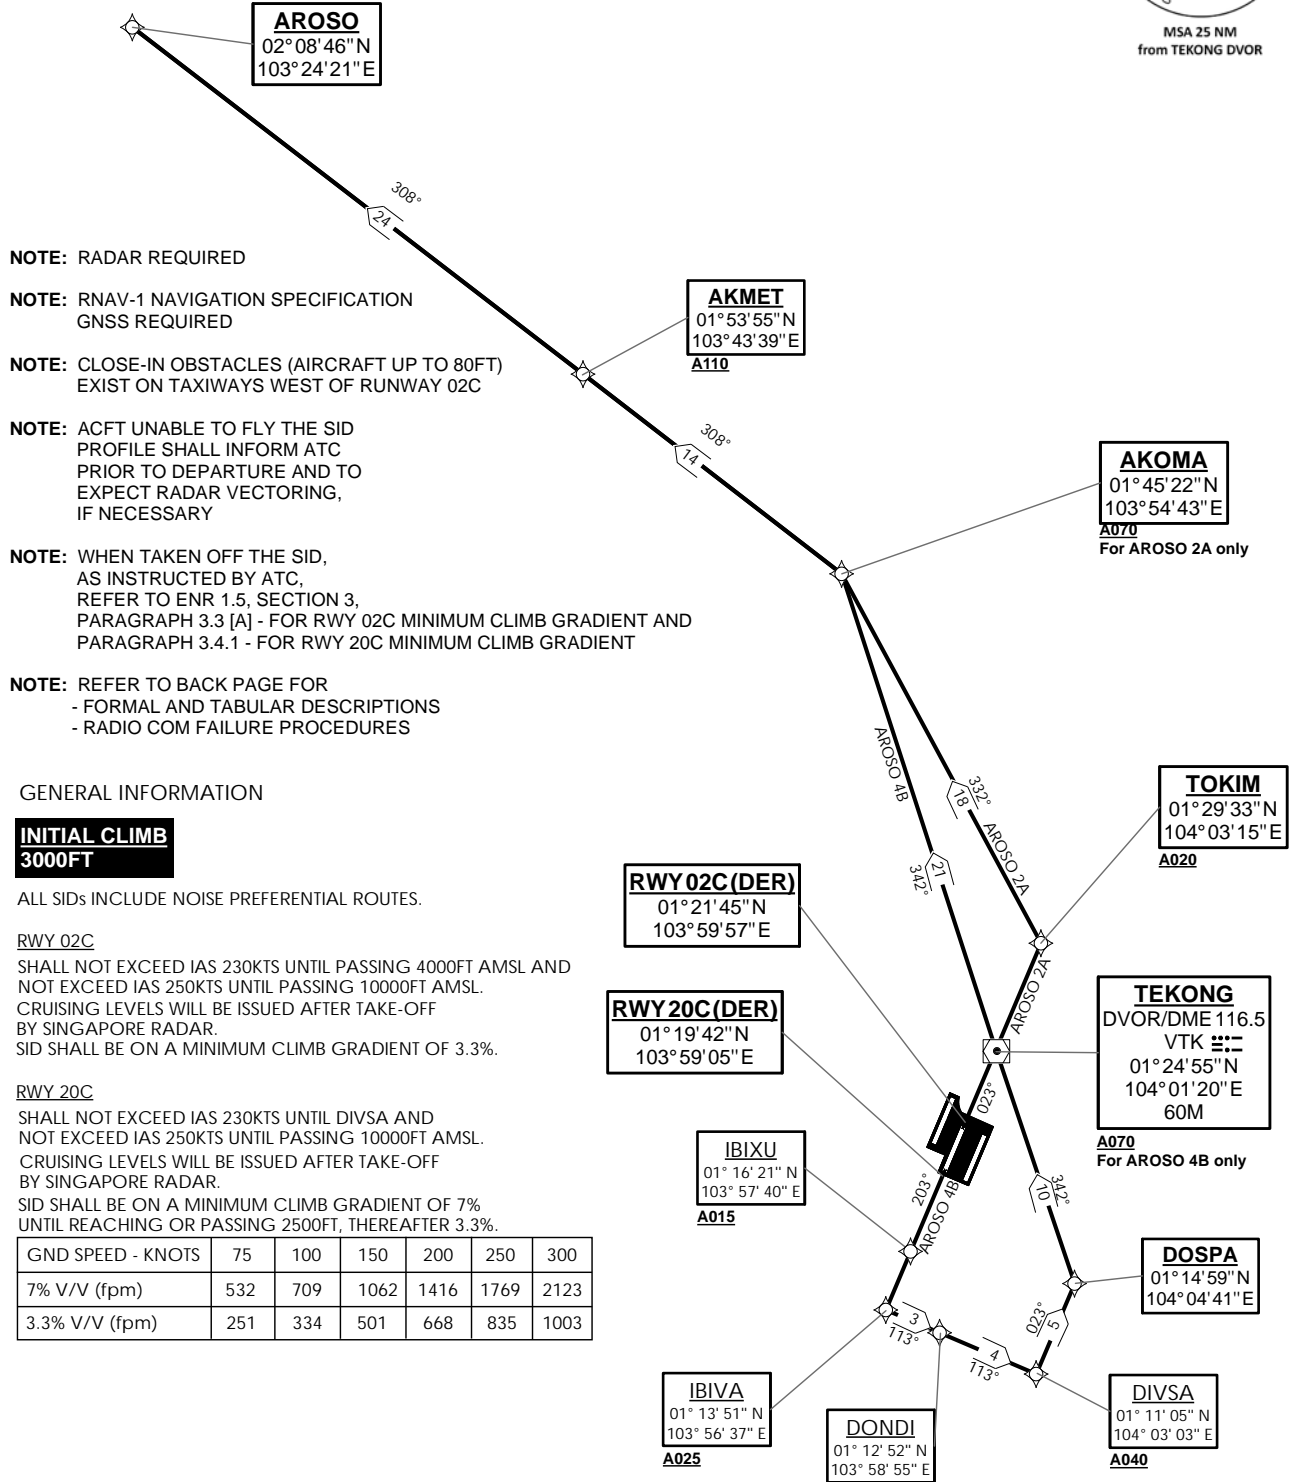 MSA 25 NM
from TEKONG DVOR
AROSO
02°08'46"N
103°24'21"E
308°
24
NOTE: RADAR REQUIRED
NOTE: RNAV-1 NAVIGATION SPECIFICATION
GNSS REQUIRED
NOTE: CLOSE-IN OBSTACLES (AIRCRAFT UP TO 80FT)
EXIST ON TAXIWAYS WEST OF RUNWAY 02C
NOTE: ACFT UNABLE TO FLY THE SID
PROFILE SHALL INFORM ATC
PRIOR TO DEPARTURE AND TO
EXPECT RADAR VECTORING,
IF NECESSARY
NOTE: WHEN TAKEN OFF THE SID,
AS INSTRUCTED BY ATC,
REFER TO ENR 1.5, SECTION 3,
PARAGRAPH 3.3 [A] - FOR RWY 02C MINIMUM CLIMB GRADIENT AND
PARAGRAPH 3.4.1 - FOR RWY 20C MINIMUM CLIMB GRADIENT
NOTE: REFER TO BACK PAGE FOR
- FORMAL AND TABULAR DESCRIPTIONS
- RADIO COM FAILURE PROCEDURES
AKMET
01°53'55"N
103°43'39"E
A110
308°
14
AKOMA
01°45'22"N
103°54'43"E
A070
For AROSO 2A only
AROSO 4B
332°
18
AROSO 2A
21
342°
TOKIM
01°29'33"N
104°03'15"E
A020
GENERAL INFORMATION
INITIAL CLIMB
3000FT
ALL SIDs INCLUDE NOISE PREFERENTIAL ROUTES.
RWY 02C
SHALL NOT EXCEED IAS 230KTS UNTIL PASSING 4000FT AMSL AND
NOT EXCEED IAS 250KTS UNTIL PASSING 10000FT AMSL.
CRUISING LEVELS WILL BE ISSUED AFTER TAKE-OFF
BY SINGAPORE RADAR.
SID SHALL BE ON A MINIMUM CLIMB GRADIENT OF 3.3%.
RWY 20C
SHALL NOT EXCEED IAS 230KTS UNTIL DIVSA AND
NOT EXCEED IAS 250KTS UNTIL PASSING 10000FT AMSL.
CRUISING LEVELS WILL BE ISSUED AFTER TAKE-OFF
BY SINGAPORE RADAR.
SID SHALL BE ON A MINIMUM CLIMB GRADIENT OF 7%
UNTIL REACHING OR PASSING 2500FT, THEREAFTER 3.3%.
GND SPEED - KNOTS 75 100 150 200 250 300
7% V/V (fpm) 532 709 1062 1416 1769 2123
3.3% V/V (fpm) 251 334 501 668 835 1003
RWY 02C(DER)
01°21'45"N
103°59'57"E
RWY 20C(DER)
01°19'42"N
103°59'05"E
AROSO 2A
TEKONG
DVOR/DME 116.5
VTK
01°24'55"N
104°01'20"E
60M
A070
For AROSO 4B only
023°
IBIXU
01° 16' 21" N
103° 57' 40" E
A015
203°
AROSO 4B
342°
10
DOSPA
01°14'59"N
104°04'41"E
023°
5
3
113°
4
113°
IBIVA
01° 13' 51" N
103° 56' 37" E
A025
DONDI
01° 12' 52" N
103° 58' 55" E
DIVSA
01° 11' 05" N
104° 03' 03" E
A040